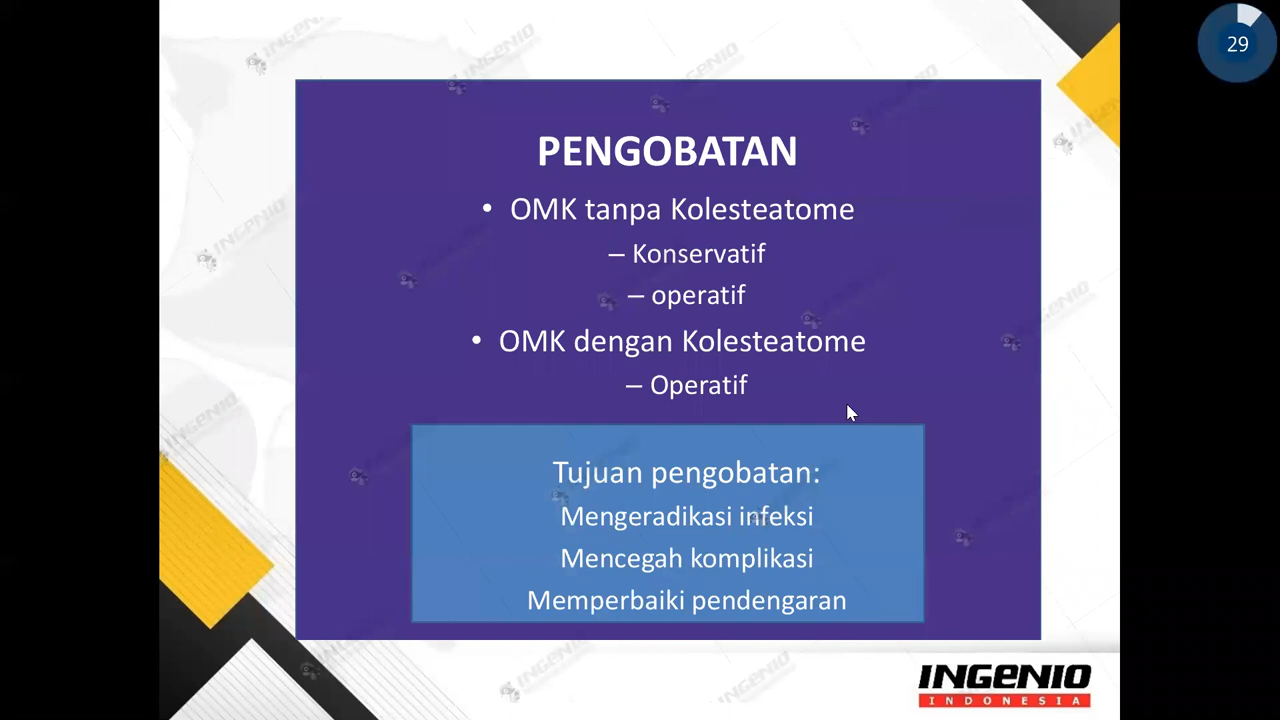 29
PENGOBATAN
• OMK tanpa Kolesteatome
– Konservatif
– operatif
• OMK dengan Kolesteatome
– Operatif
Tujuan pengobatan:
Mengeradikasi infeksi
Mencegah komplikasi
Memperbaiki pendengaran
INGENIO
INDONESIA